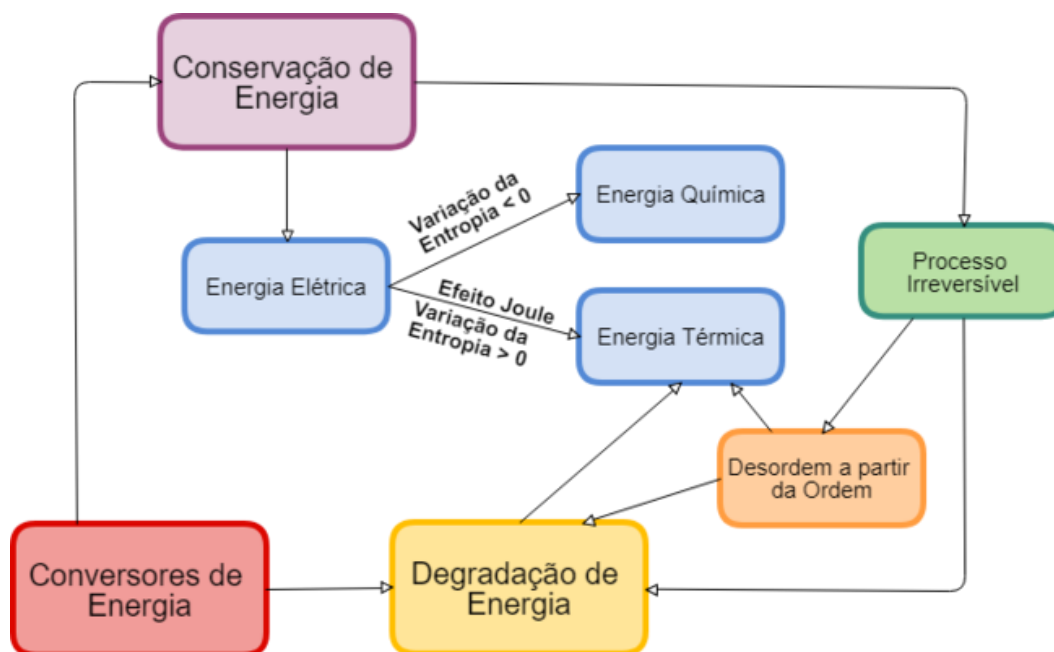 Conservação de
Energia
Variação da
Entropia < 0
Energia Química
Energia Elétrica
Processo
Irreversível
Efeito Joule
Variação da
Entropia > 0
Energia Térmica
Desordem a partir
da Ordem
Conversores de
Energia
Degradação de
Energia